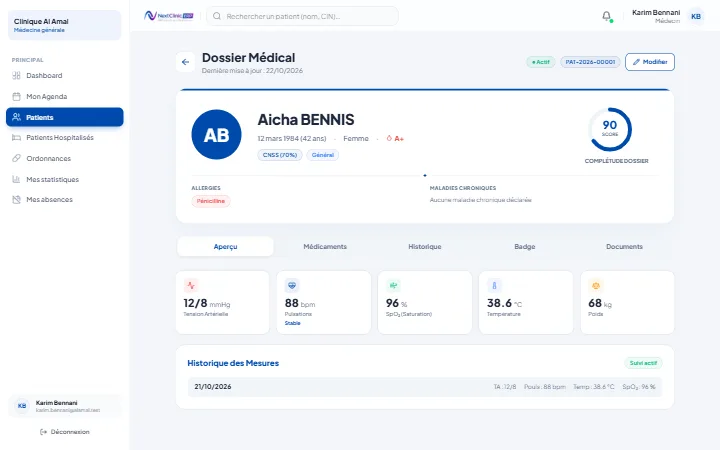 Clinique Al Amal
Médecine générale
PRINCIPAL
Dashboard
Mon Agenda
Patients
Patients Hospitalisés
Ordonnances
Mes statistiques
Mes absences
KB
Karim Bennani
Déconnexion
NextClinic
Rechercher un patient (nom, CIN)...
Karim Bennani
Médecin
KB
Dossier Médical
Dernière mise à jour : 22/10/2026
Actif
PAT-2026-00001
Modifier
AB
Aicha BENNIS
12 mars 1984 (42 ans) · Femme · A+
CNSS (70%) Général
90
SCORE
COMPLÉTUDE DOSSIER
ALLERGIES
Pénicilline
MALADIES CHRONIQUES
Aucune maladie chronique déclarée
Aperçu Médicaments Historique Badge Documents
12/8 mmHg
Tension Artérielle
88 bpm
Pulsations
Stable
96 %
SpO₂ (Saturation)
38.6 °C
Température
68 kg
Poids
Historique des Mesures
Suivi actif
21/10/2026 TA : 12/8 Pouls : 88 bpm Temp : 38.6 °C SpO₂ : 96 %